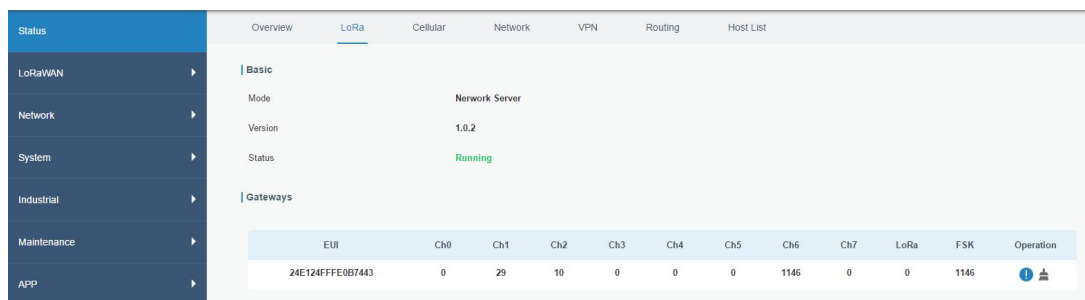 Status
LoRaWAN
Network
System
Industrial
Maintenance
APP
Overview LoRa Cellular Network VPN Routing Host List
Basic
Mode Nerwork Server
Version 1.0.2
Status Running
Gateways
EUI Ch0 Ch1 Ch2 Ch3 Ch4 Ch5 Ch6 Ch7 LoRa FSK Operation
24E124FFFE0B7443 0 29 10 0 0 0 1146 0 0 1146